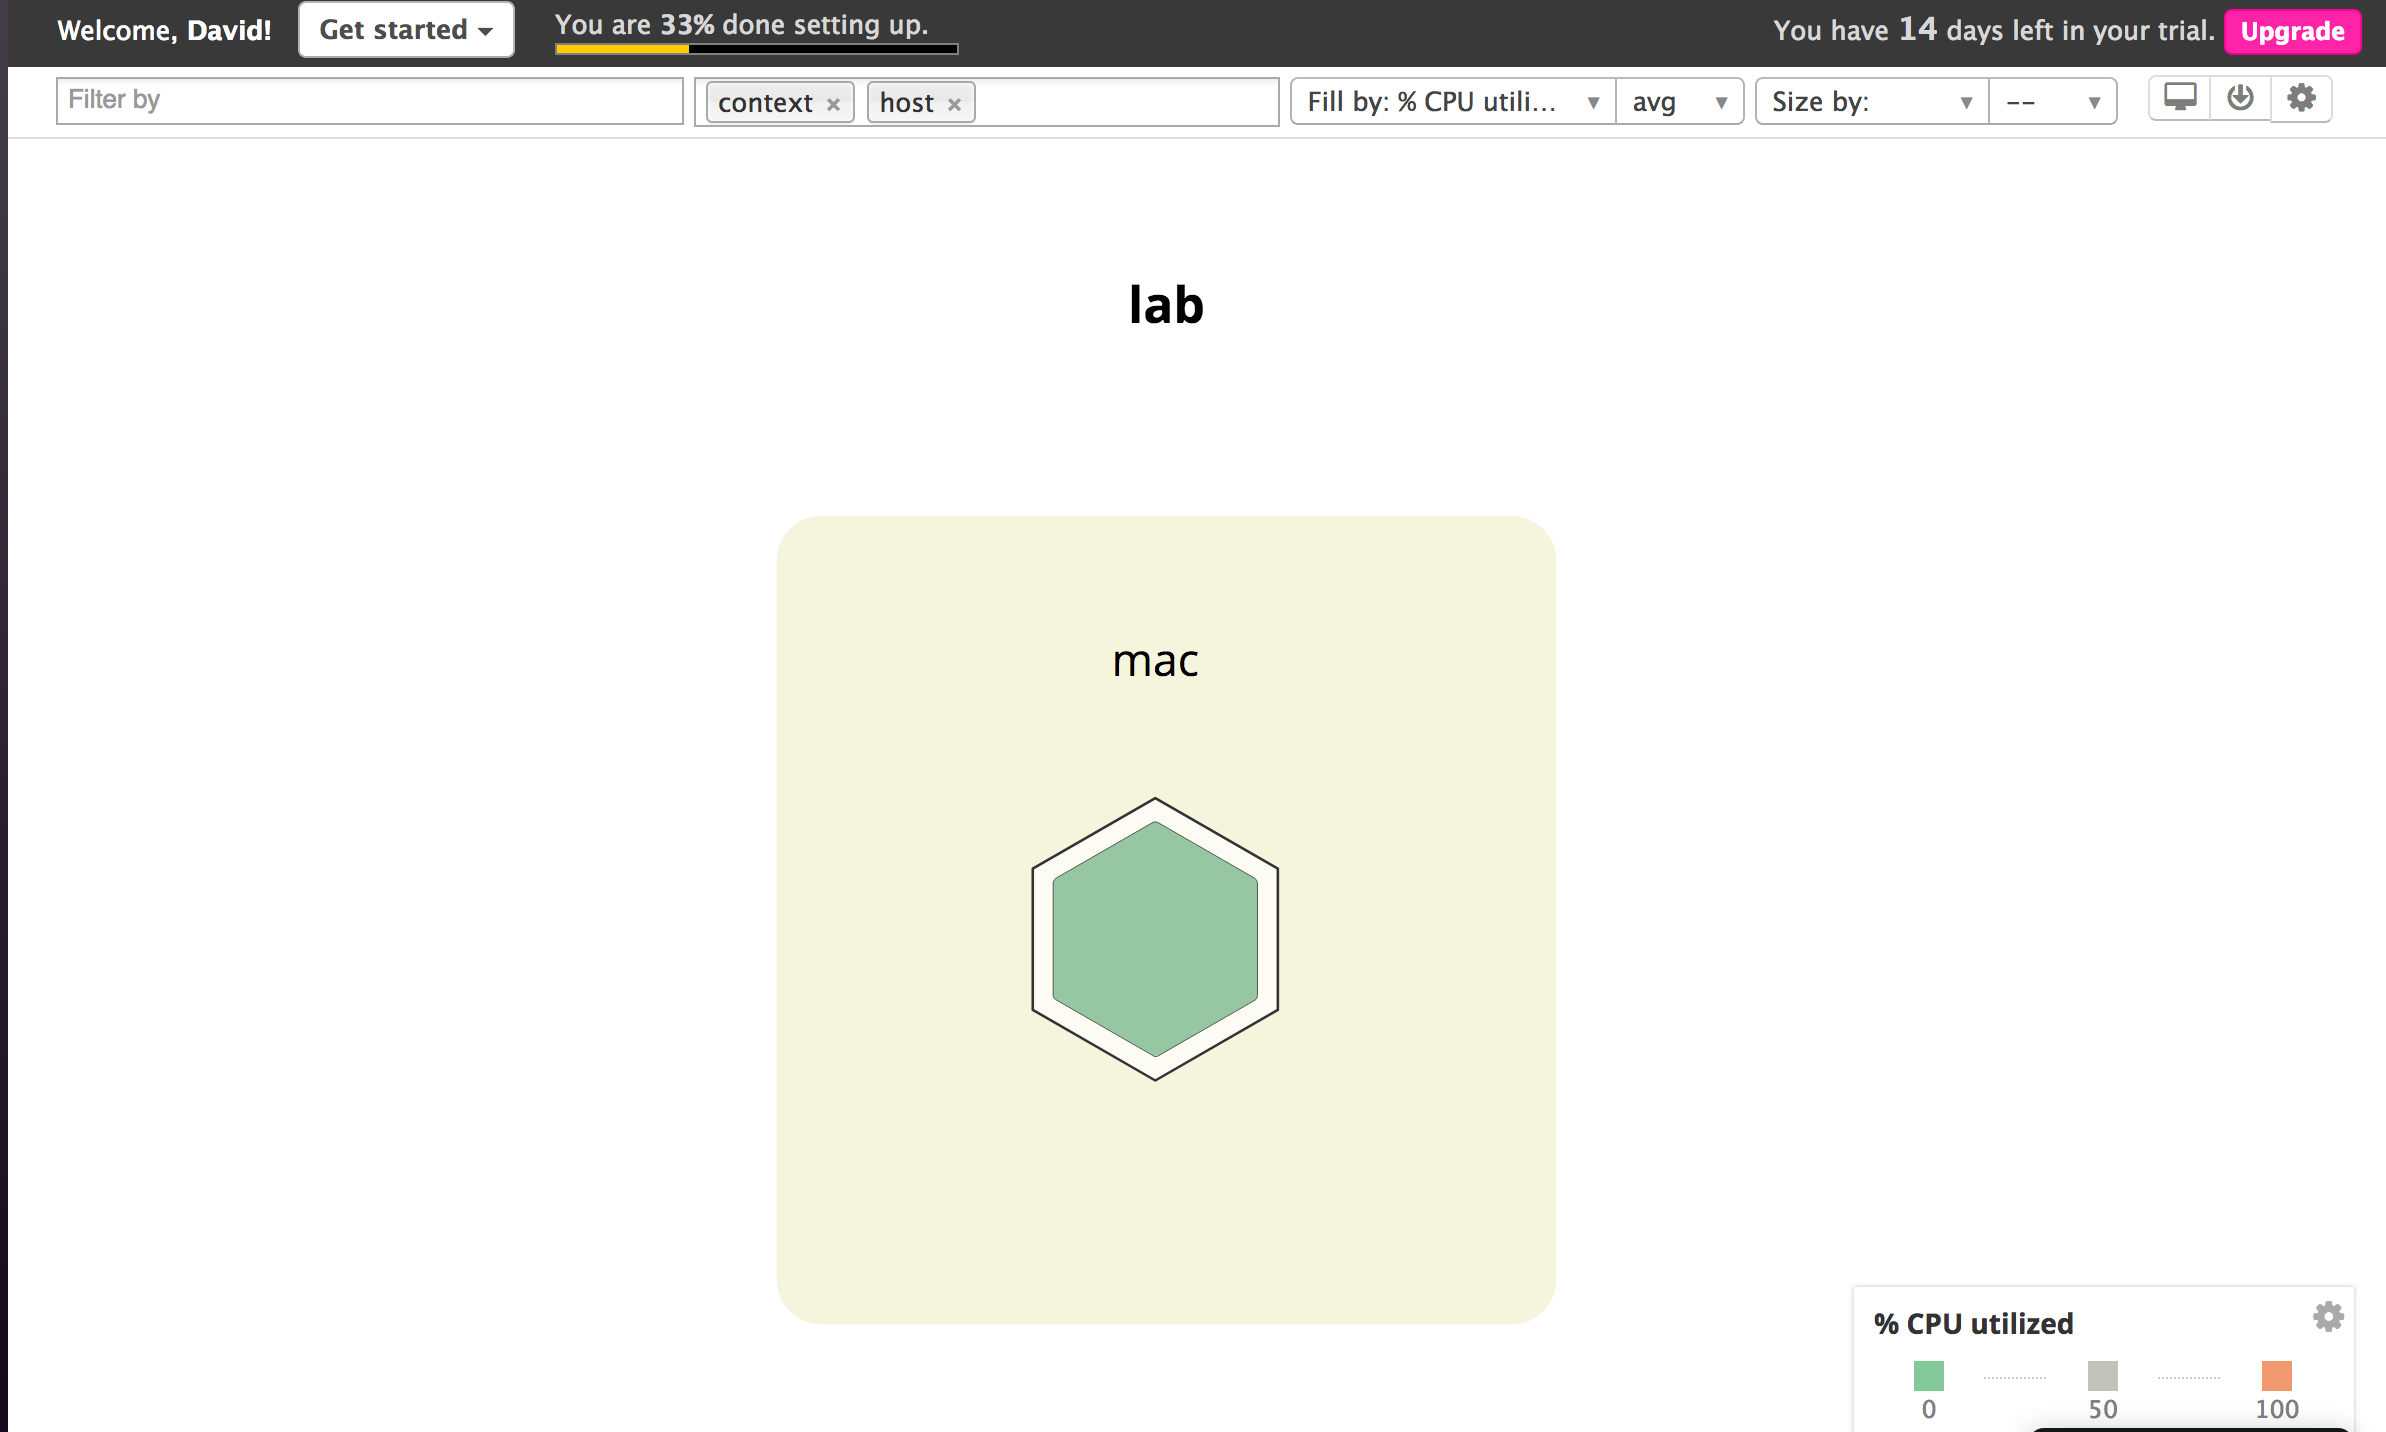 Welcome, David!
Get started
You are 33% done setting up.
You have 14 days left in your trial.
Upgrade
Filter by
context ×
host ×
Fill by: % CPU utili...
avg
Size by:
--
lab
mac
% CPU utilized
0
50
100